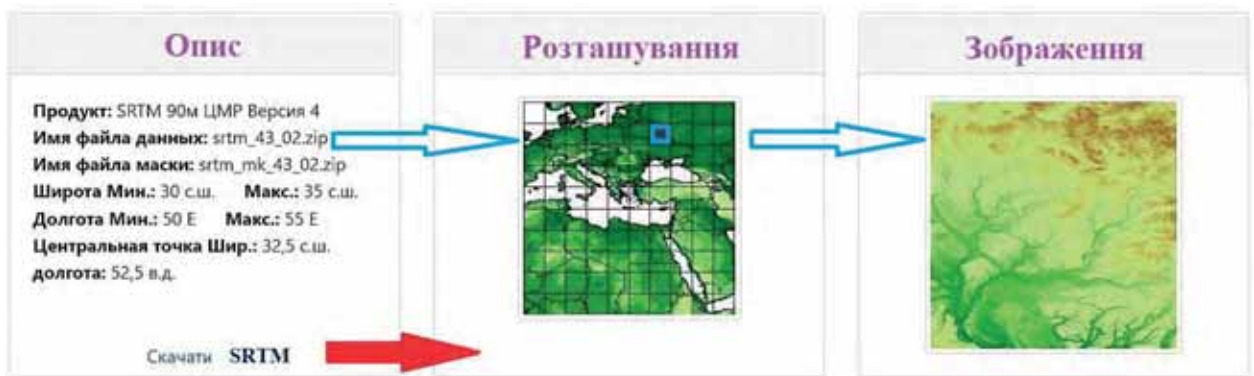 Опис
Продукт: SRTM 90м ЦМР Версия 4
Имя файла данных: srtm_43_02.zip
Имя файла маски: srtm_mk_43_02.zip
Широта Мин.: 30 с.ш. Макс.: 35 с.ш.
Долгота Мин.: 50 E Макс.: 55 E
Центральная точка Шир.: 32,5 с.ш.
долгота: 52,5 в.д.
Скачати SRTM
Розташування
Зображення